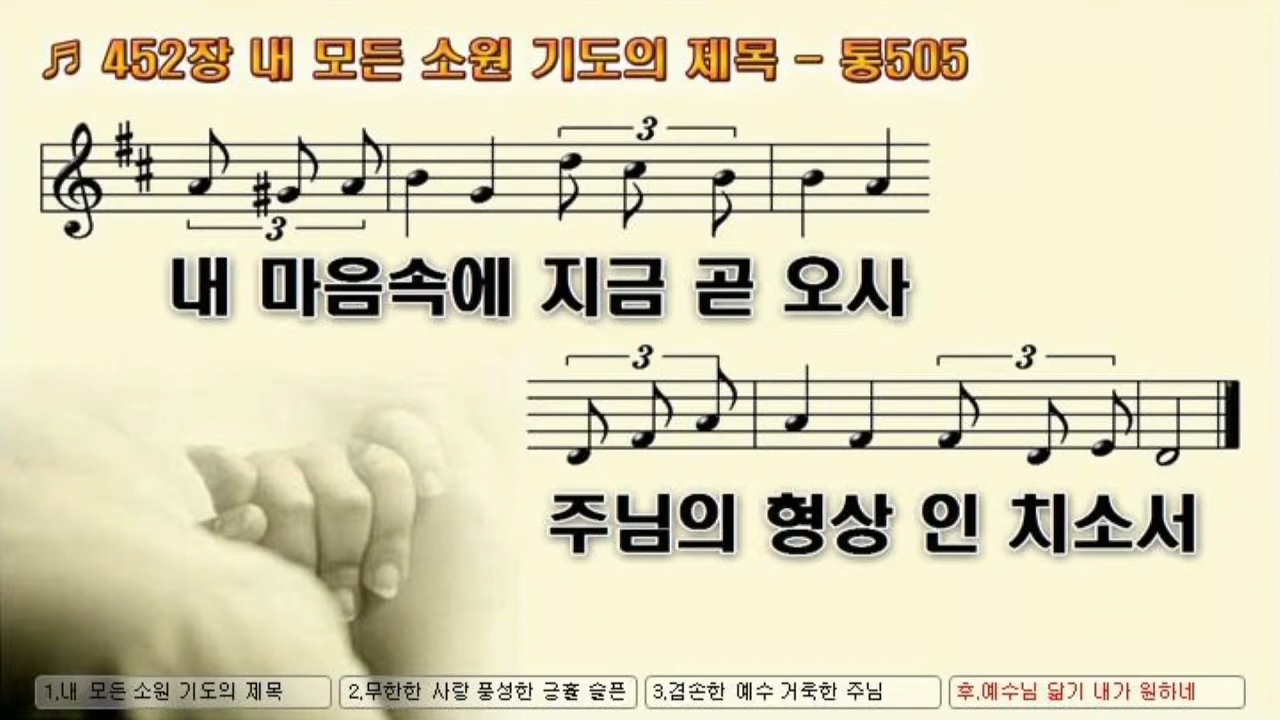 ♬ 452장 내 모든 소원 기도의 제목 - 통505
3
3
내 마음속에 지금 곧 오사
3
3
주님의 형상 인 치소서
1.내 모든 소원 기도의 제목
2.무한한 사랑 풍성한 긍휼 슬픈
3.겸손한 예수 거룩한 주님
후.예수님 닮기 내가 원하네